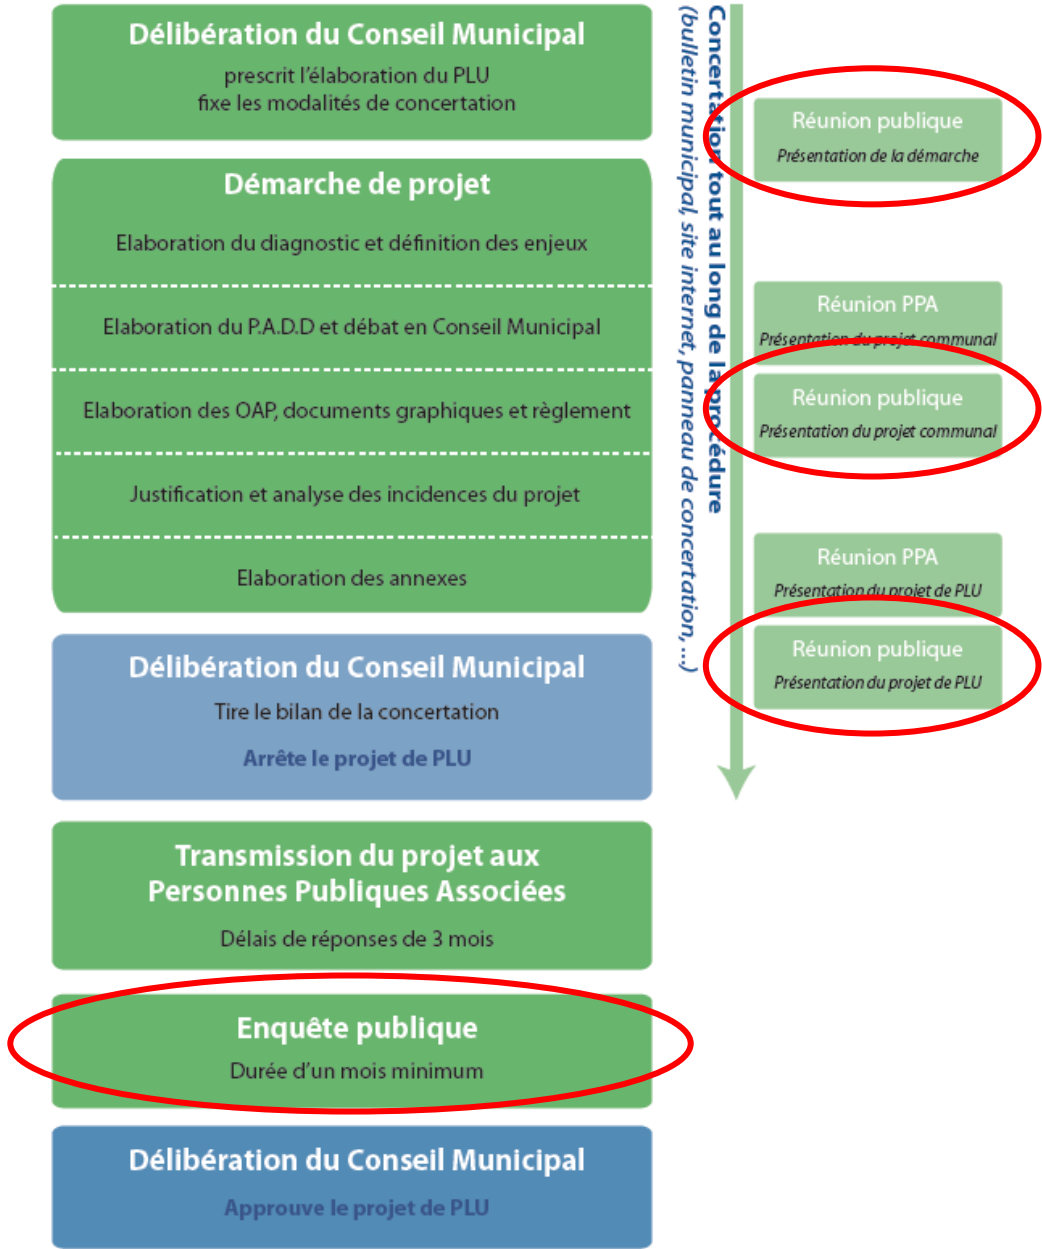 Délibération du Conseil Municipal
prescrit l'élaboration du PLU
fixe les modalités de concertation
Démarche de projet
Elaboration du diagnostic et définition des enjeux
Elaboration du P.A.D.D et débat en Conseil Municipal
Elaboration des OAP, documents graphiques et règlement
Justification et analyse des incidences du projet
Elaboration des annexes
Délibération du Conseil Municipal
Tire le bilan de la concertation
Arrête le projet de PLU
Transmission du projet aux
Personnes Publiques Associées
Délais de réponses de 3 mois
Enquête publique
Durée d'un mois minimum
Délibération du Conseil Municipal
Approuve le projet de PLU
Concertation tout au long de la procédure
(bulletin municipal, site internet, panneau de concertation, ...)
Réunion publique
Présentation de la démarche
Réunion PPA
Présentation du projet communal
Réunion publique
Présentation du projet communal
Réunion PPA
Présentation du projet de PLU
Réunion publique
Présentation du projet de PLU